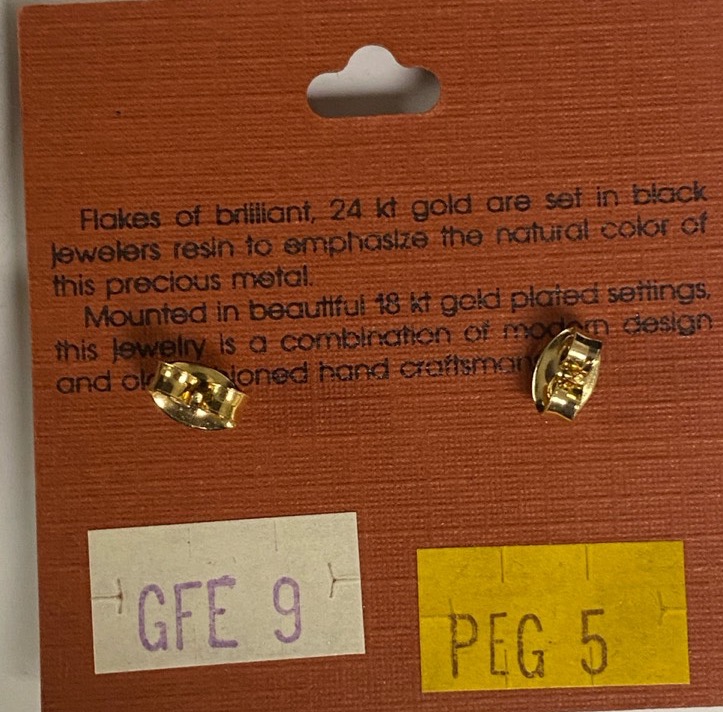 Flakes of brilliant, 24 kt gold are set in black
jewelers resin to emphasize the natural color of
this precious metal.
Mounted in beautiful 18 kt gold plated settings,
this jewelry is a combination of modern design
and hand
GFE 9
PEG 5